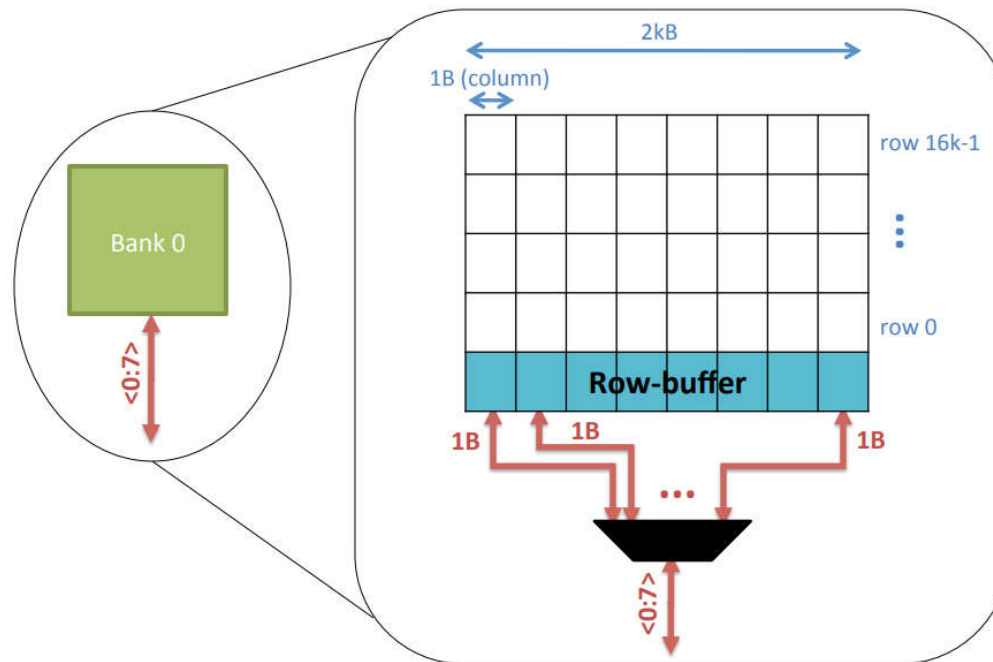 2kB
1B (column)
row 16k-1
Bank 0
...
row 0
<0:7>
Row-buffer
1B
1B
1B
...
<0:7>